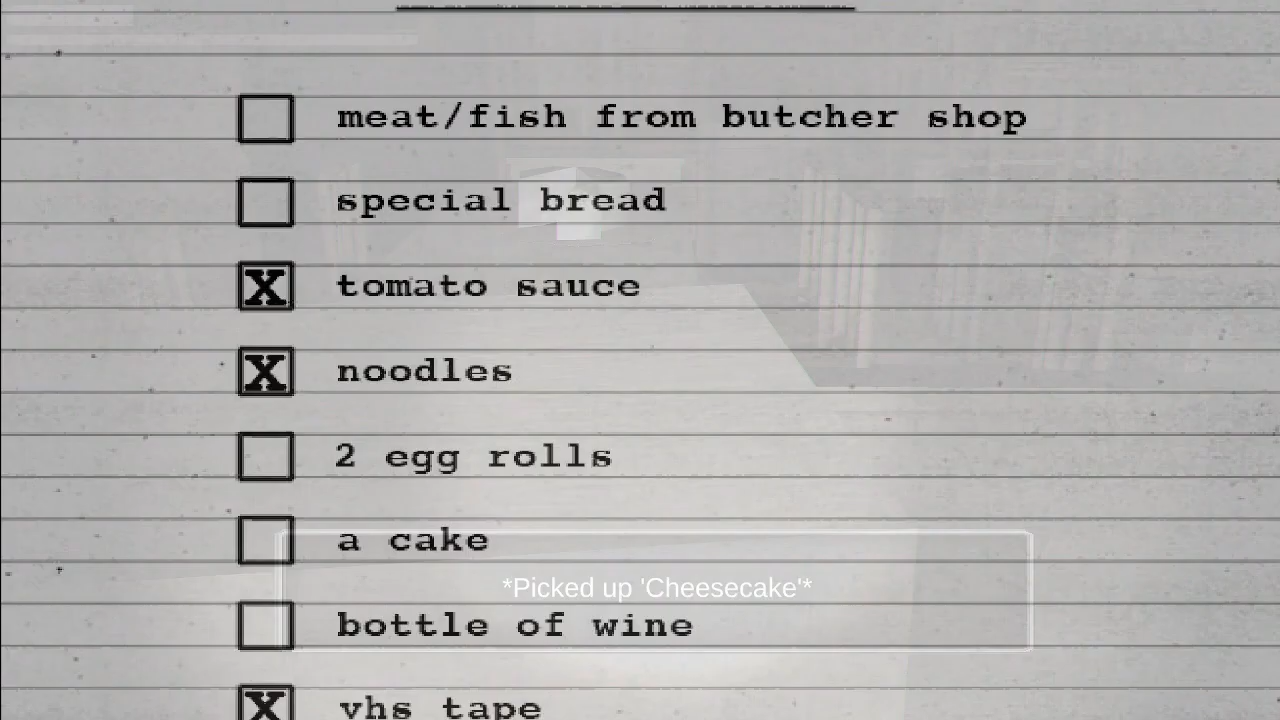 meat/fish from butcher shop
special bread
X tomato sauce
X noodles
2 egg rolls
a cake
*Picked up 'Cheesecake'*
bottle of wine
X vhs tape